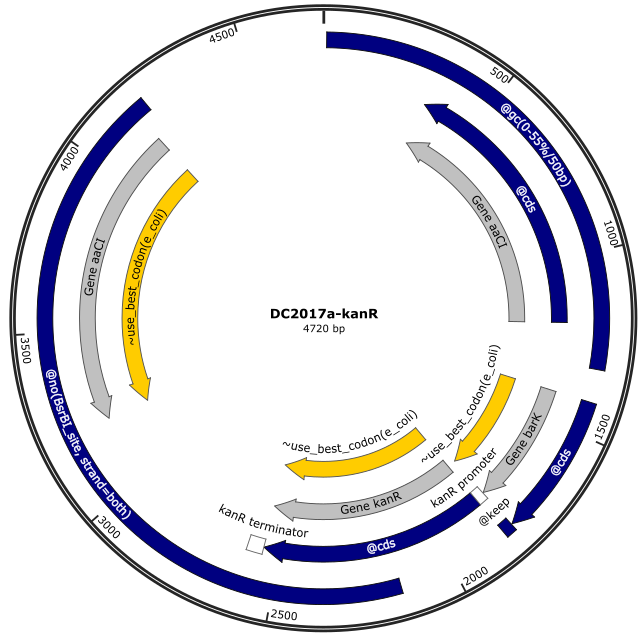 4500
500
@gc(0-55%/50bp)
4000
@cds
~use_best_codon(e_coli)
Gene aaCI
Gene aaCI
1000
DC2017a-kanR
4720 bp
3500
~use_best_codon(e_coli)
@no(BsrBI_site, strand=both)
Gene barK
1500
@cds
~use_best_codon(e_coli)
kanR promoter
Gene kanR
@keep
kanR terminator
3000
@cds
2000
2500